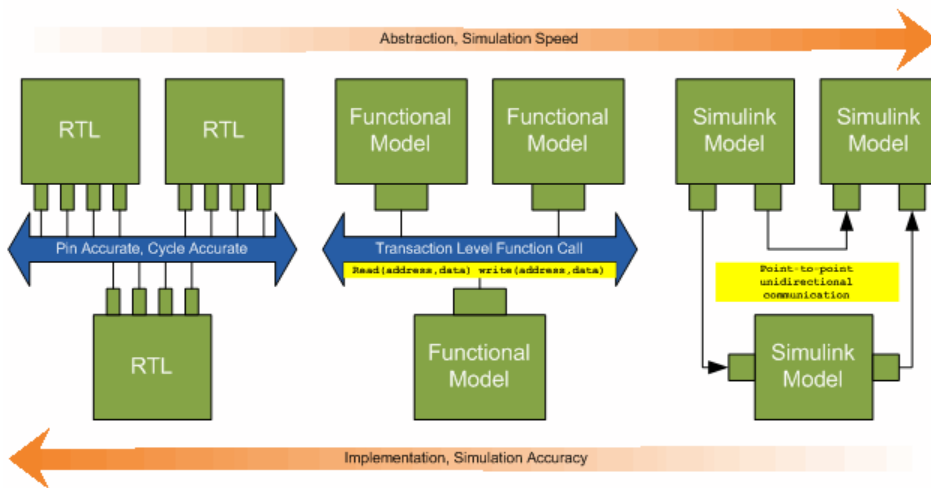 Abstraction, Simulation Speed
RTL
RTL
Pin Accurate, Cycle Accurate
RTL
Functional
Model
Functional
Model
Transaction Level Function Call
Read(address,data) write(address,data)
Functional
Model
Simulink
Model
Simulink
Model
Point-to-point
unidirectional
communication
Simulink
Model
Implementation, Simulation Accuracy